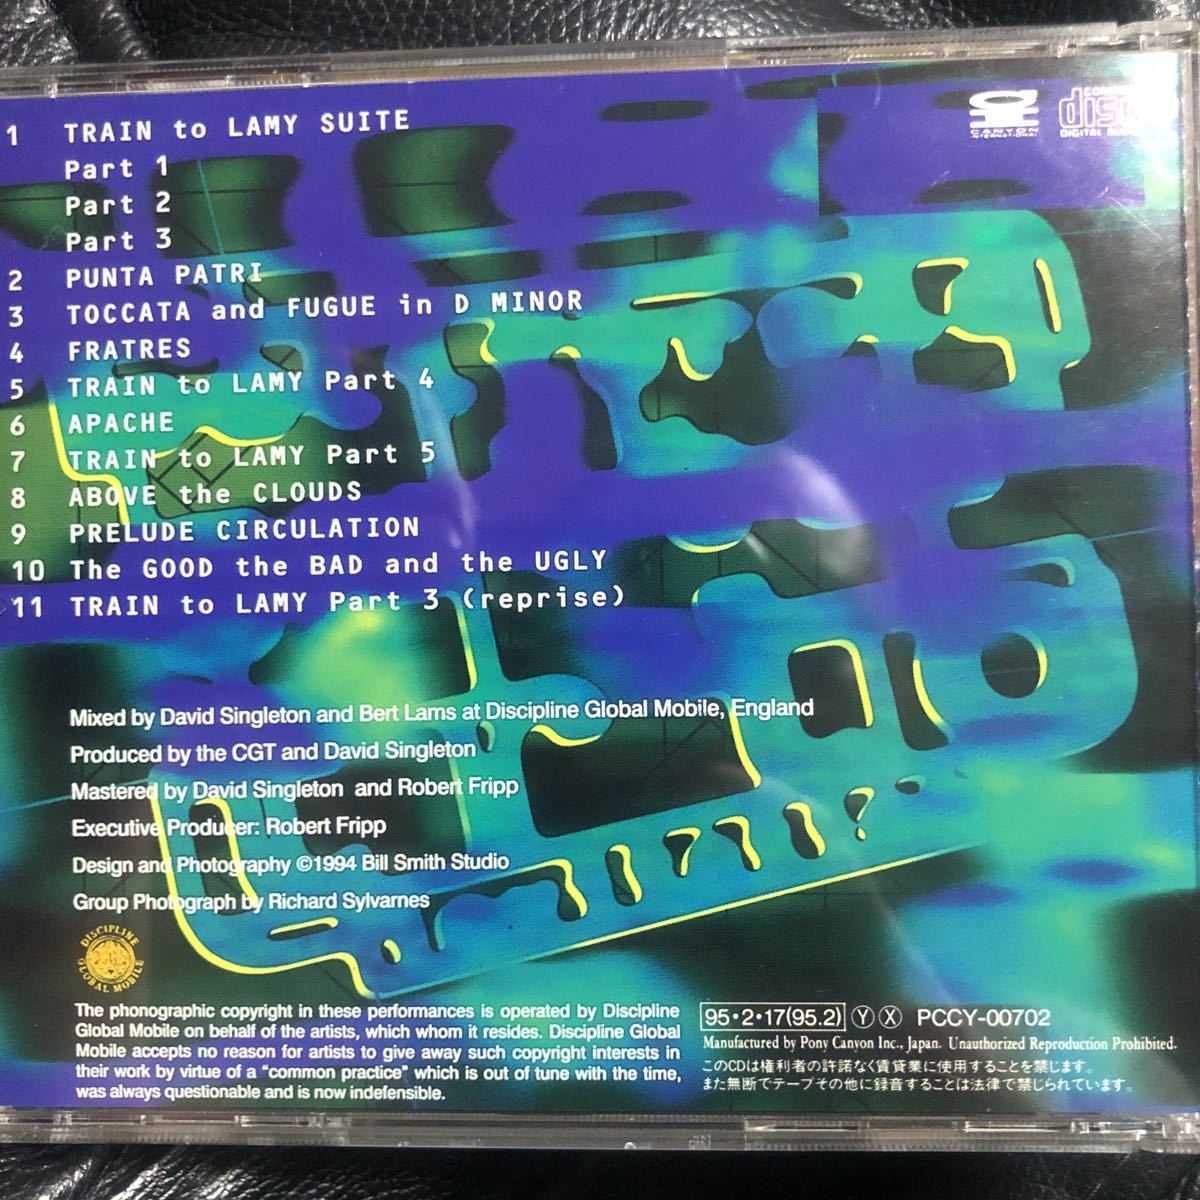 1 TRAIN to LAMY SUITE
Part 1
Part 2
Part 3
2 PUNTA PATRI
3 TOCCATA and FUGUE in D MINOR
4 FRATRES
5 TRAIN to LAMY Part 4
6 APACHE
7 TRAIN to LAMY Part 5
8 ABOVE the CLOUDS
9 PRELUDE CIRCULATION
10 The GOOD the BAD and the UGLY
11 TRAIN to LAMY Part 3 (reprise)
CANYON
INTERNATIONAL
COMPACT
disc
DIGITAL AUDIO
Mixed by David Singleton and Bert Lams at Discipline Global Mobile, England
Produced by the CGT and David Singleton
Mastered by David Singleton and Robert Fripp
Executive Producer: Robert Fripp
Design and Photography ©1994 Bill Smith Studio
Group Photograph by Richard Sylvarnes
DISCIPLINE
GLOBAL MOBILE
The phonographic copyright in these performances is operated by Discipline
Global Mobile on behalf of the artists, which whom it resides. Discipline Global
Mobile accepts no reason for artists to give away such copyright interests in
their work by virtue of a "common practice" which is out of tune with the time,
was always questionable and is now indefensible.
95・2・17(95.2) Ⓨ Ⓧ PCCY-00702
Manufactured by Pony Canyon Inc., Japan. Unauthorized Reproduction Prohibited.
このCDは権利者の許諾なく賃貸業に使用することを禁じます。
また無断でテープその他に録音することは法律で禁じられています。